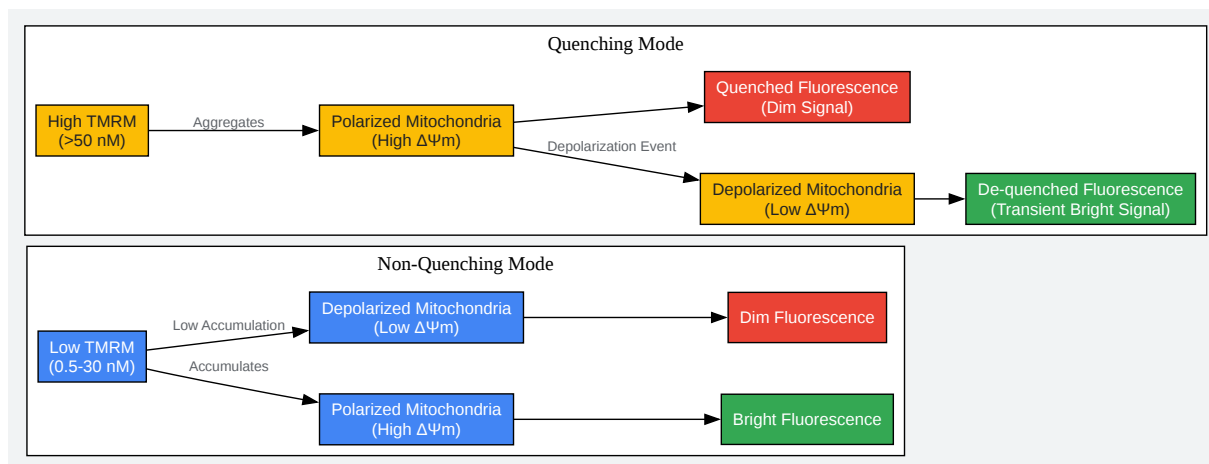 Quenching Mode
High TMRM
(>50 nM)
Aggregates
Polarized Mitochondria
(High ΔΨm)
Quenched Fluorescence
(Dim Signal)
Depolarization Event
Depolarized Mitochondria
(Low ΔΨm)
De-quenched Fluorescence
(Transient Bright Signal)
Non-Quenching Mode
Low TMRM
(0.5-30 nM)
Low Accumulation
Depolarized Mitochondria
(Low ΔΨm)
Dim Fluorescence
Accumulates
Polarized Mitochondria
(High ΔΨm)
Bright Fluorescence